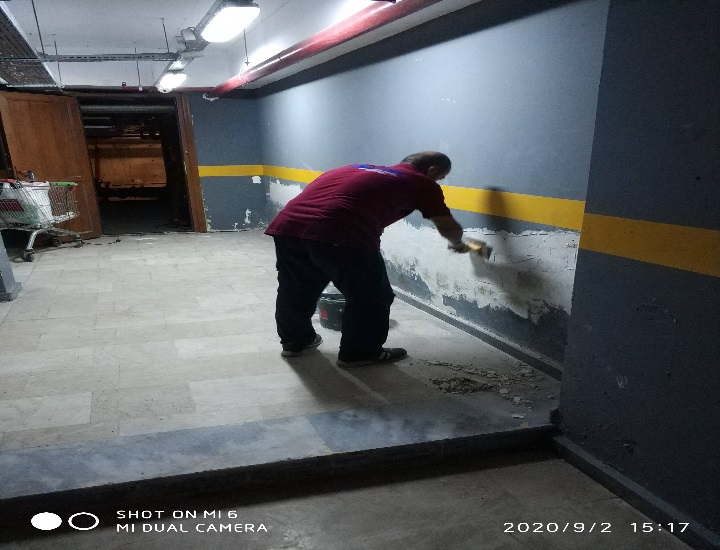 SHOT ON MI 6
MI DUAL CAMERA
2020/9/2 15:17